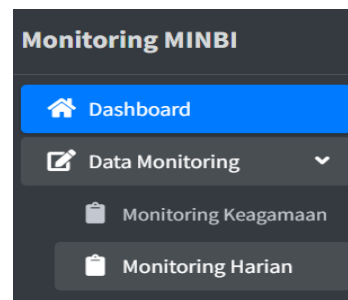 Monitoring MINBI
Dashboard
Data Monitoring
Monitoring Keagamaan
Monitoring Harian